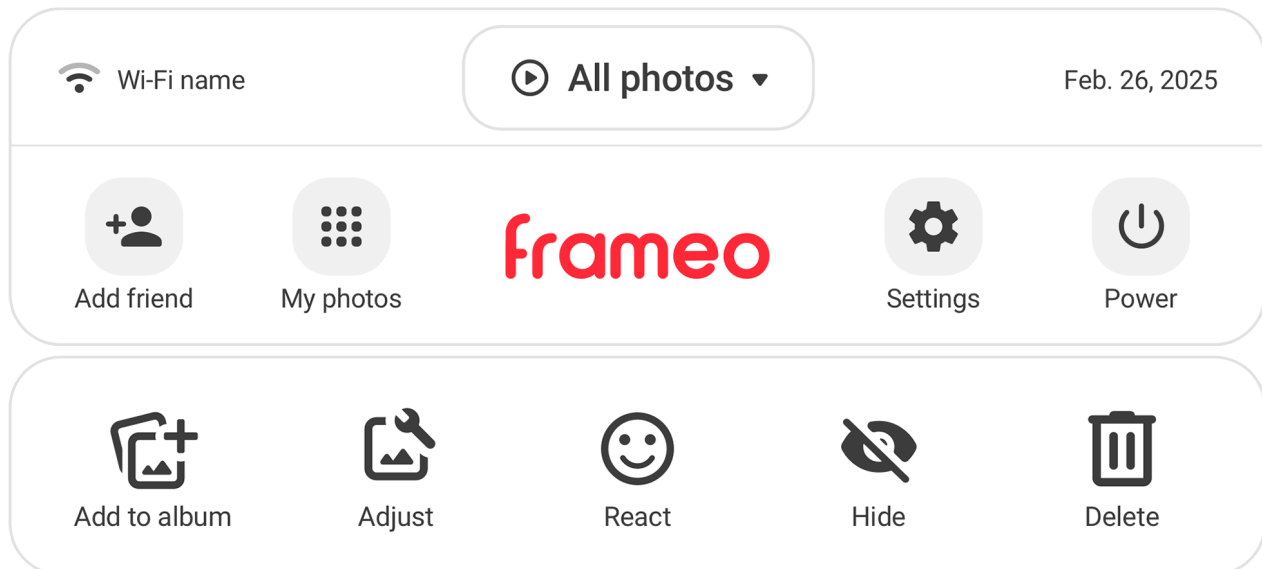 Wi-Fi name
All photos
Feb. 26, 2025
Add friend
My photos
frameo
Settings
Power
Add to album
Adjust
React
Hide
Delete